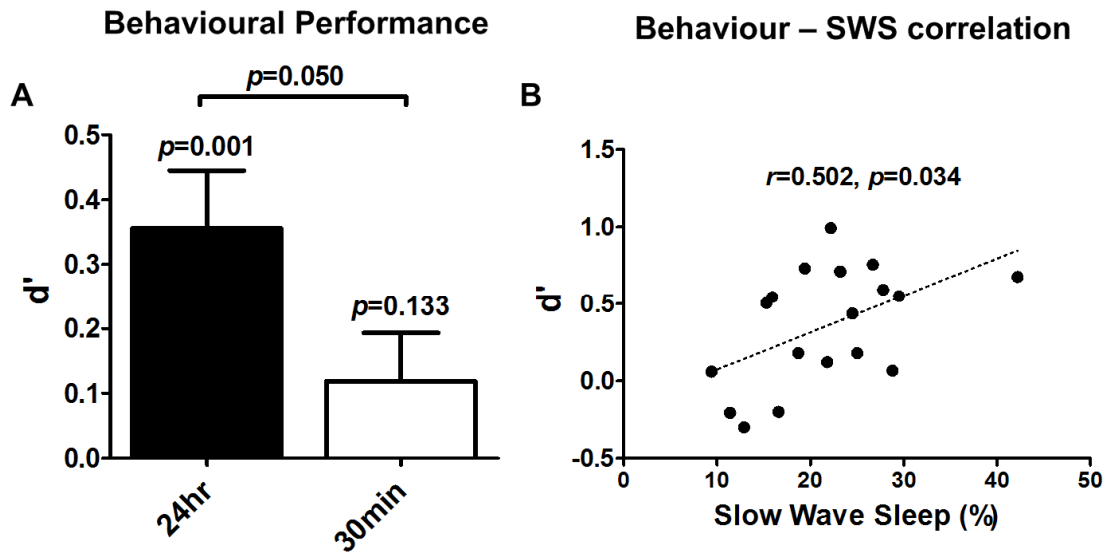 Behavioural Performance
A
p=0.050
p=0.001
p=0.133
0.5
0.4
0.3
0.2
0.1
0.0
d'
24hr
30min
Behaviour – SWS correlation
B
r=0.502, p=0.034
1.5
1.0
0.5
0.0
-0.5
d'
0 10 20 30 40 50
Slow Wave Sleep (%)